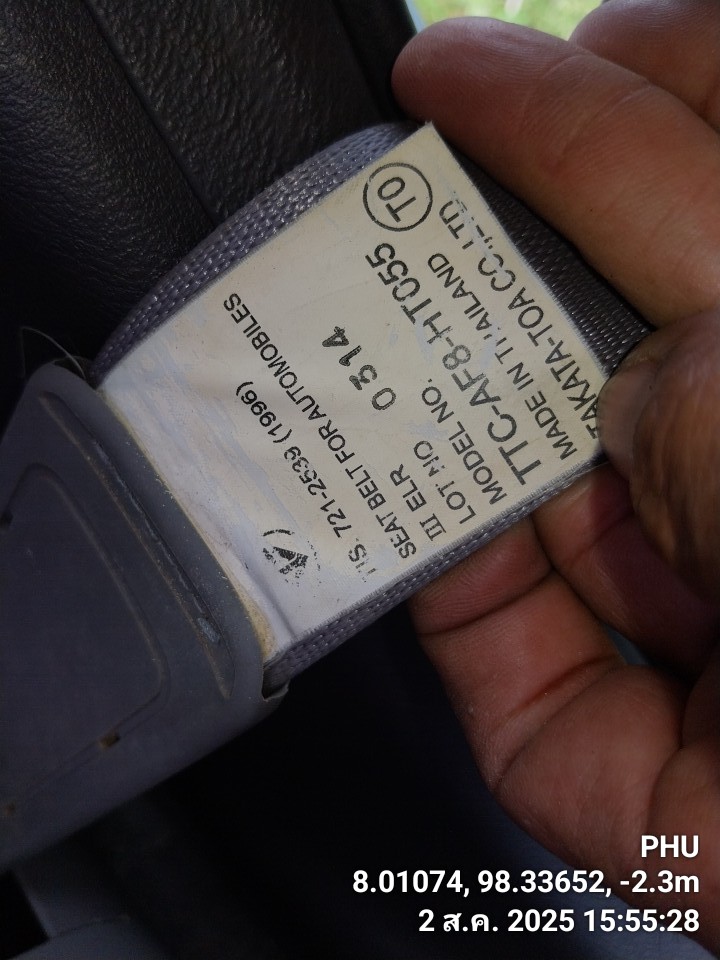 TIS. 721-2539 (1996)
SEAT BELT FOR AUTOMOBILES
III ELR
LOT NO 0314
MODEL NO.
TTC-AF8-HT055
MADE IN THAILAND
TAKATA-TOA CO.,LTD.
TO
PHU
8.01074, 98.33652, -2.3m
2 ส.ค. 2025 15:55:28